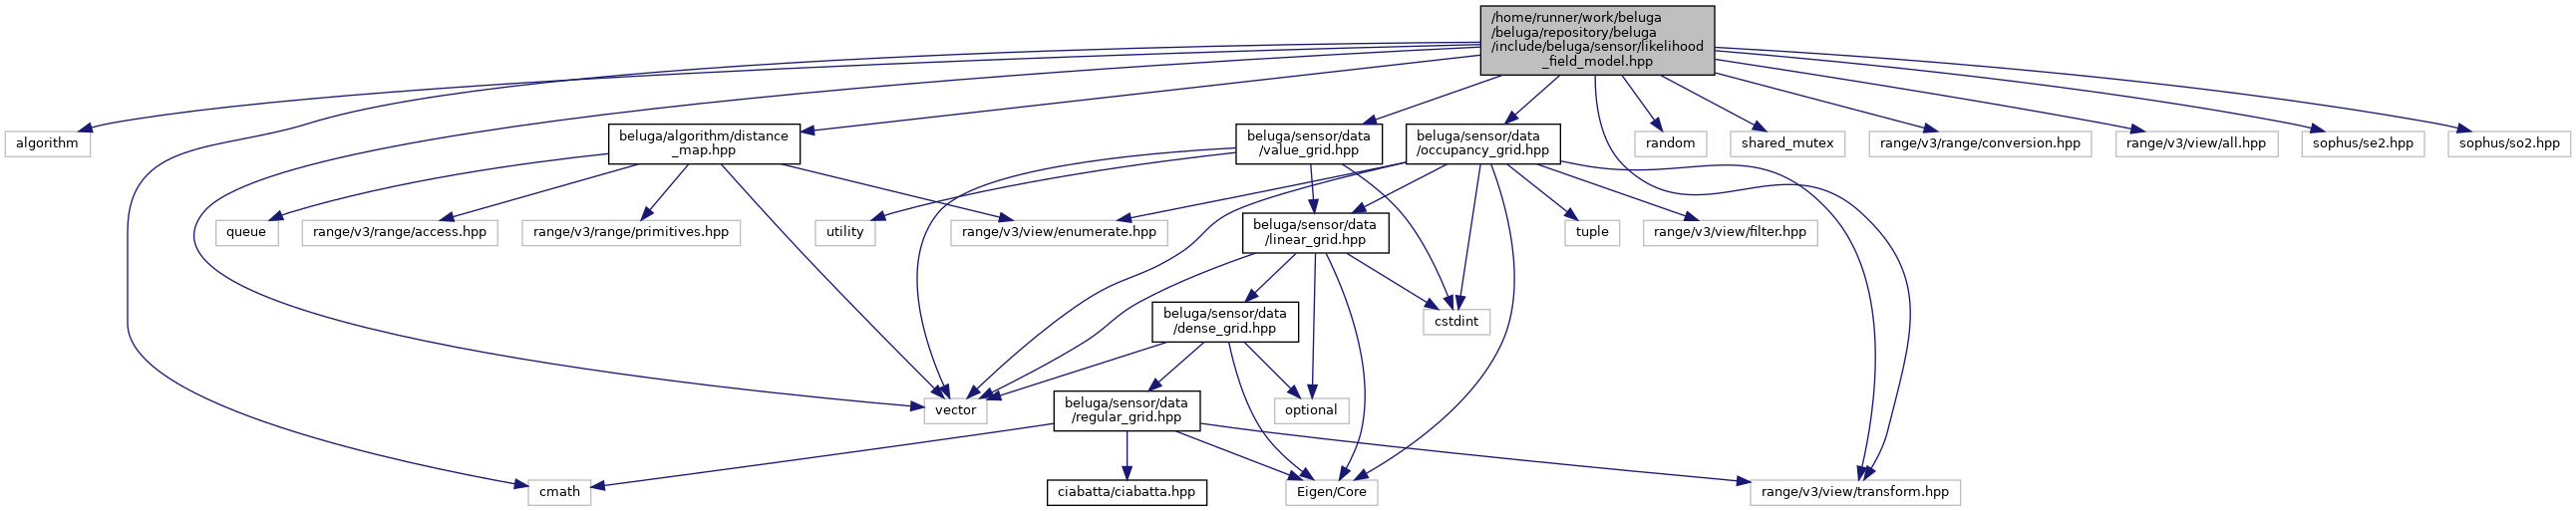 /home/runner/work/beluga
/beluga/repository/beluga
/include/beluga/sensor/likelihood
_field_model.hpp
algorithm
beluga/algorithm/distance
_map.hpp
beluga/sensor/data
/value_grid.hpp
beluga/sensor/data
/occupancy_grid.hpp
random
shared_mutex
range/v3/range/conversion.hpp
range/v3/view/all.hpp
sophus/se2.hpp
sophus/so2.hpp
queue
range/v3/range/access.hpp
range/v3/range/primitives.hpp
utility
range/v3/view/enumerate.hpp
beluga/sensor/data
/linear_grid.hpp
tuple
range/v3/view/filter.hpp
beluga/sensor/data
/dense_grid.hpp
cstdint
beluga/sensor/data
/regular_grid.hpp
vector
optional
cmath
ciabatta/ciabatta.hpp
Eigen/Core
range/v3/view/transform.hpp